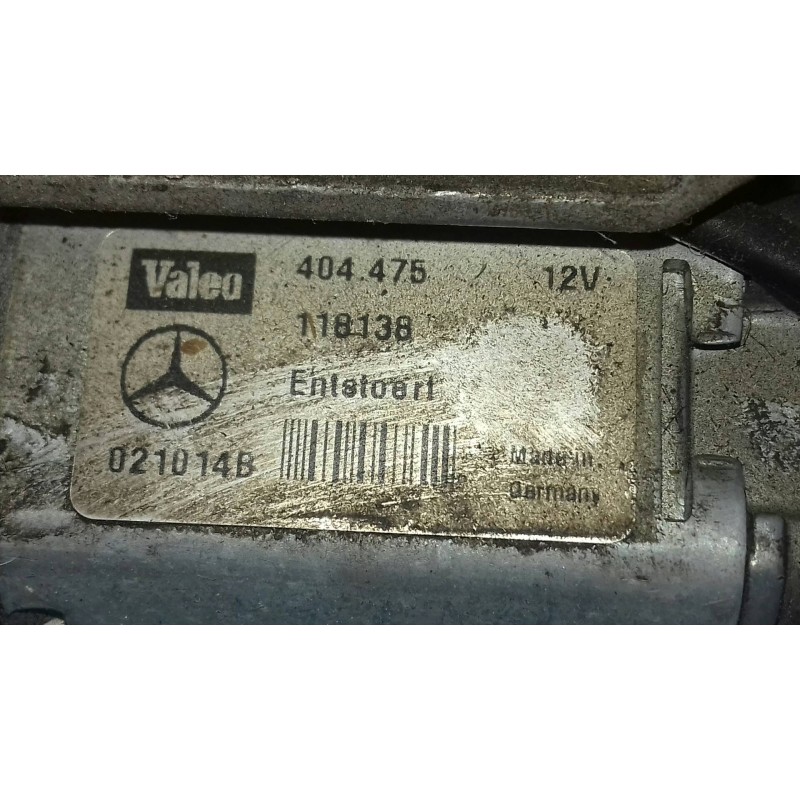 Valeo 404.475 12V
118138
Entstoert
021014B Made in
Germany